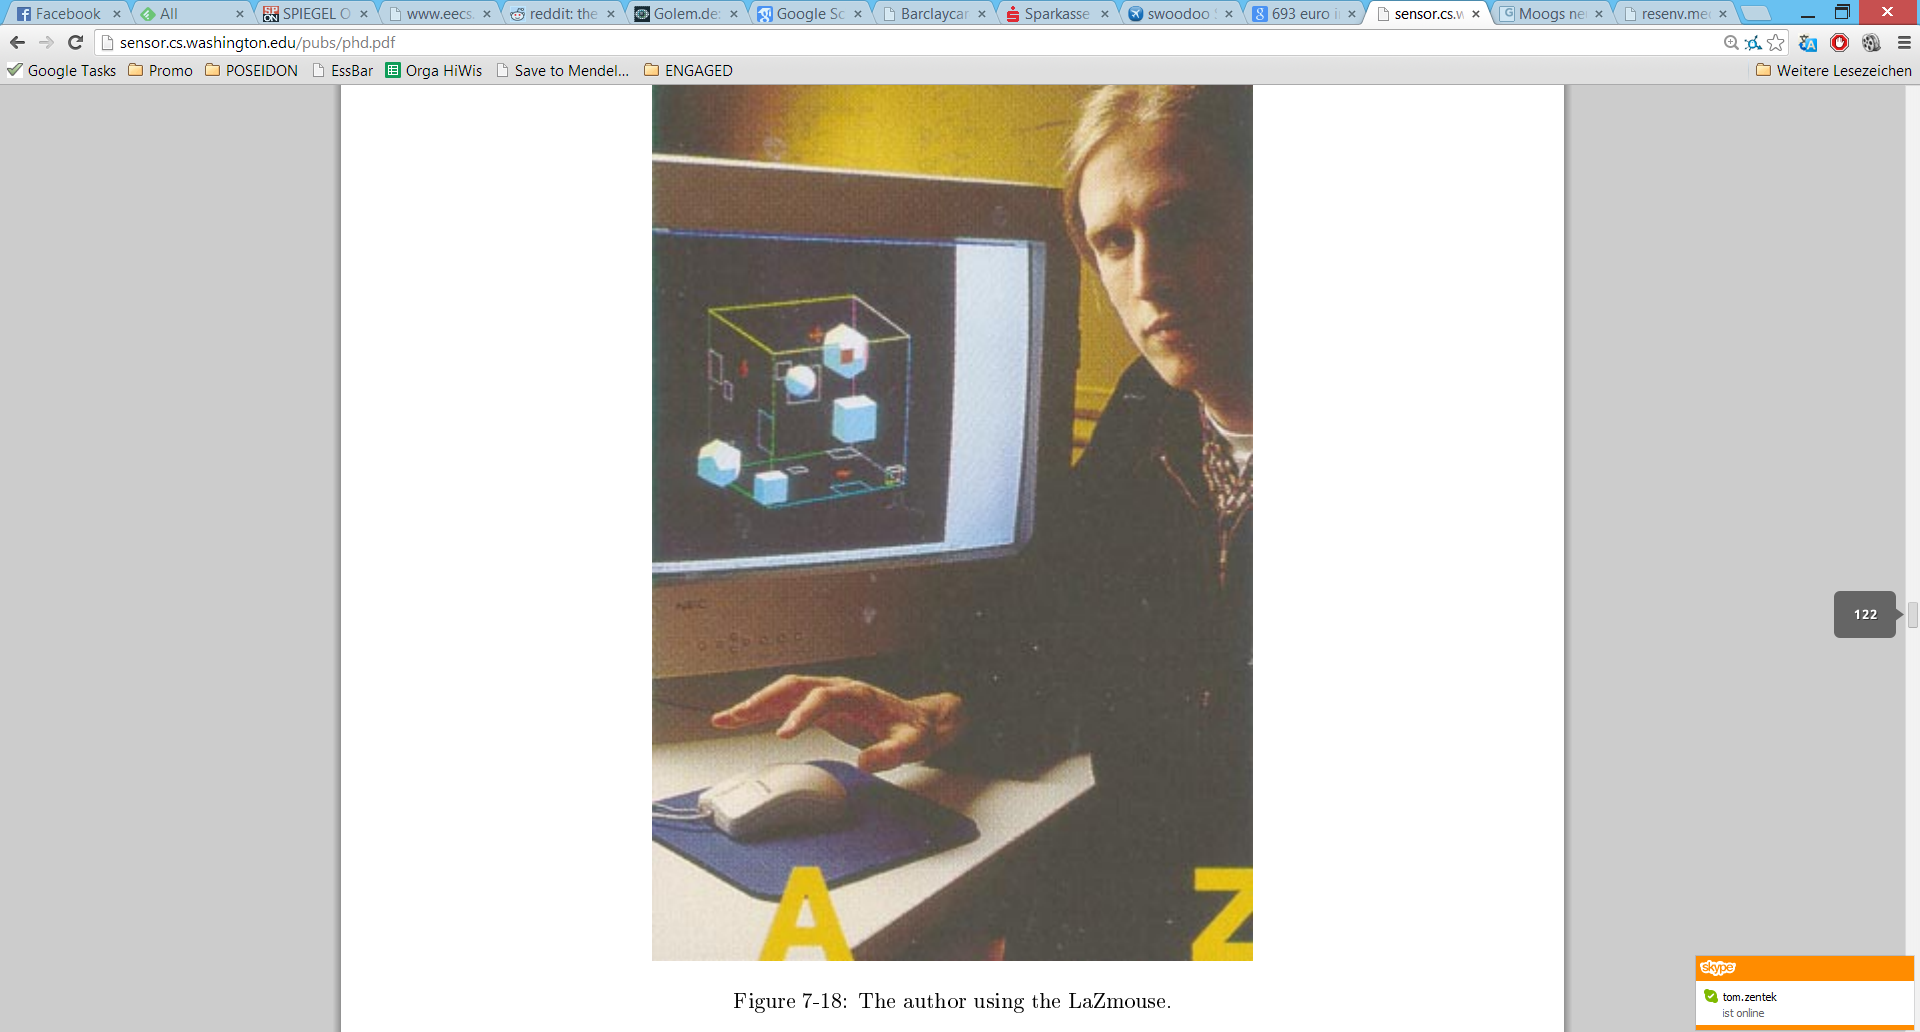 Facebook
All
SPIEGEL O
www.eecs.
reddit: the
Golem.de:
Google Sc
Barclaycar
Sparkasse
swoodoo
693 euro i
sensor.cs.w
Moogs ne
resenv.me
sensor.cs.washington.edu/pubs/phd.pdf
Google Tasks
Promo
POSEIDON
EssBar
Orga HiWis
Save to Mendel...
ENGAGED
Weitere Lesezeichen
NEC
122
A Z
Figure 7-18: The author using the LaZmouse.
skype
tom.zentek
ist online